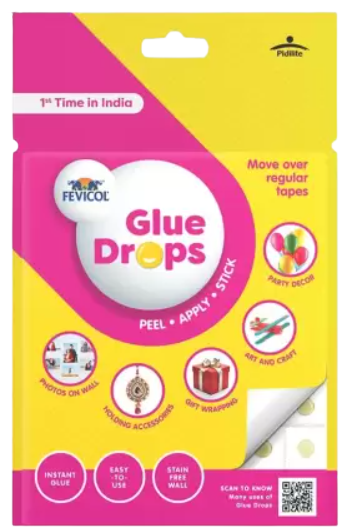 Pidilite
1st Time in India
Move over
regular
tapes
FEVICOL
Glue
Drops
PEEL • APPLY • STICK
PARTY DECOR
ART AND CRAFT
GIFT WRAPPING
HOLDING ACCESSORIES
PHOTOS ON WALL
INSTANT
GLUE
EASY
-TO-
USE
STAIN
FREE
WALL
SCAN TO KNOW
Many uses of
Glue Drops